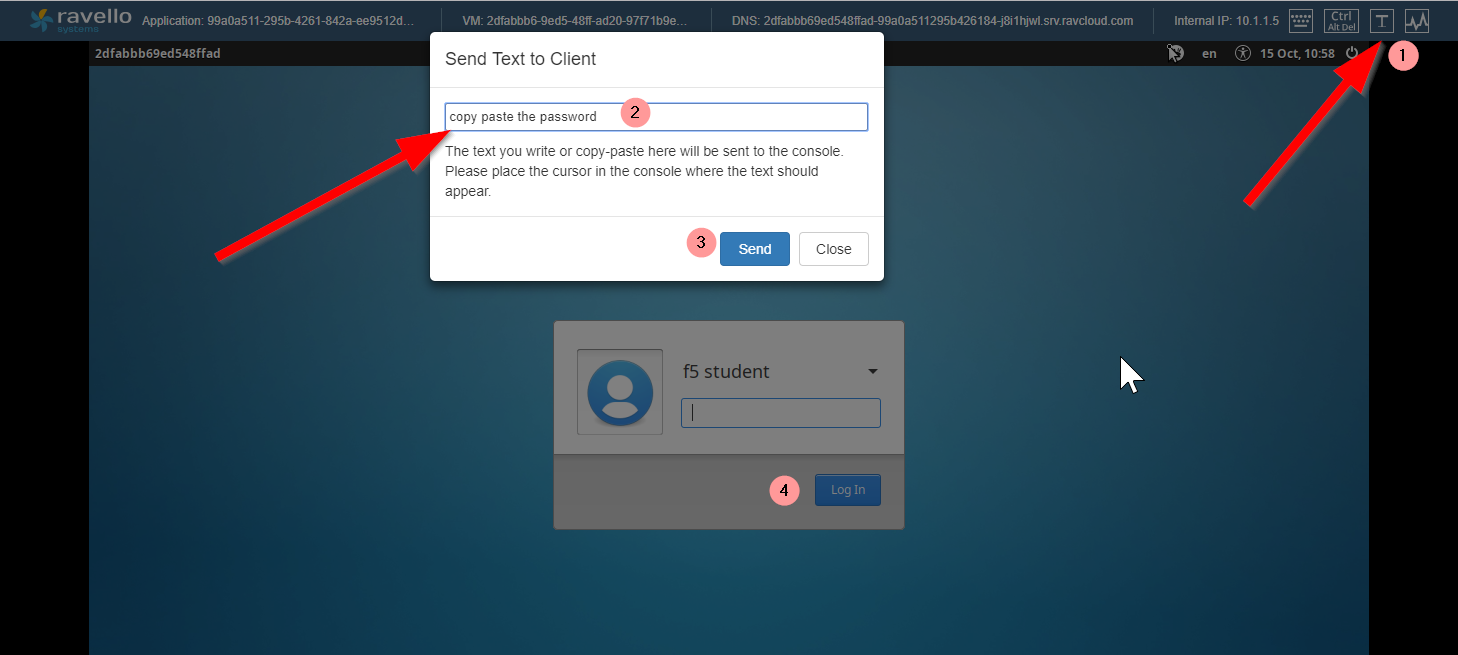 ravello
systems
Application: 99a0a511-295b-4261-842a-ee9512d...
VM: 2dfabbb6-9ed5-48ff-ad20-97f71b9e...
DNS: 2dfabbb69ed548ffad-99a0a511295b426184-j8i1hjwl.srv.ravcloud.com
Internal IP: 10.1.1.5
Ctrl
Alt Del
T
1
2dfabbb69ed548ffad
en
15 Oct, 10:58
Send Text to Client
copy paste the password
2
The text you write or copy-paste here will be sent to the console.
Please place the cursor in the console where the text should
appear.
3
Send
Close
f5 student
4
Log In